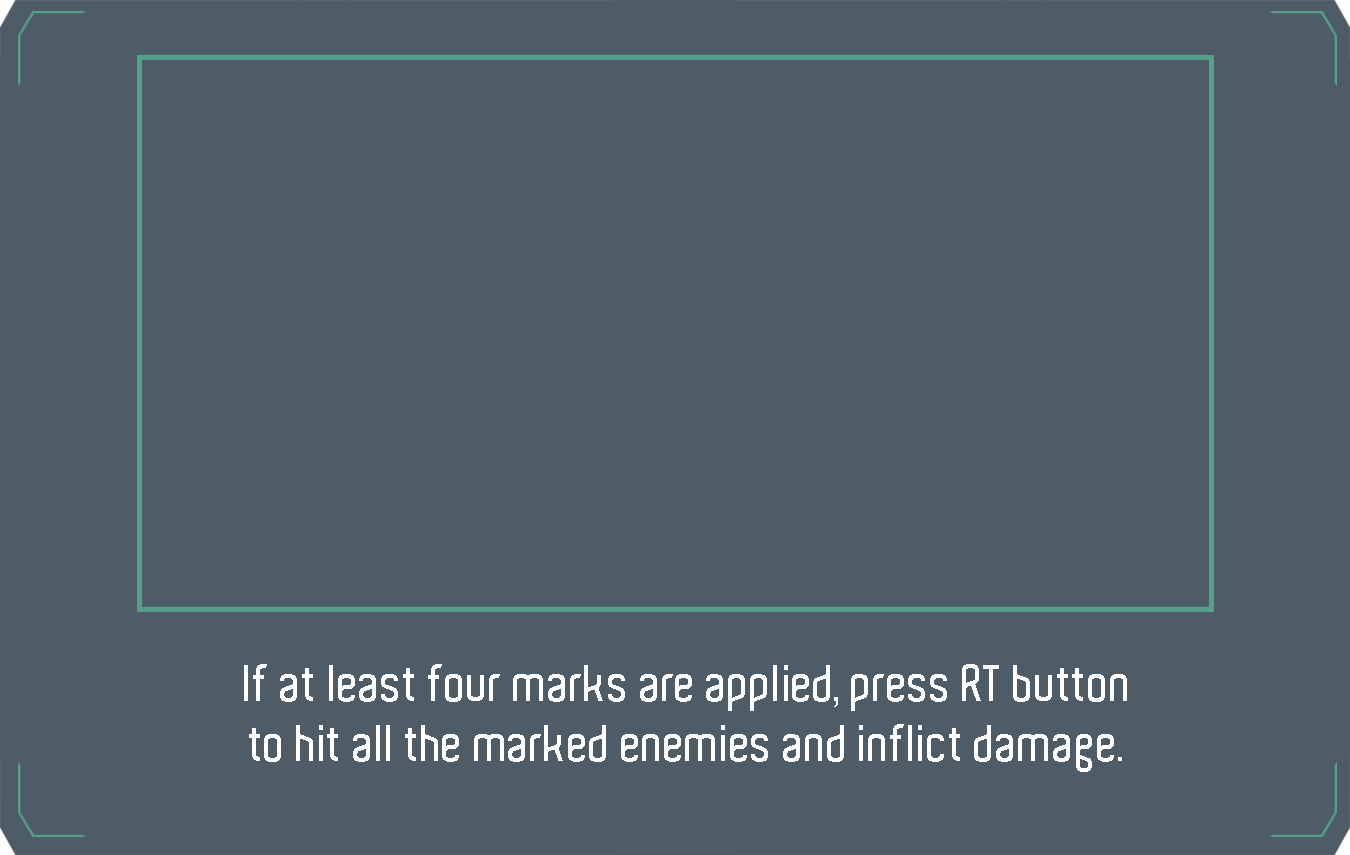 If at least four marks are applied, press RT button
to hit all the marked enemies and inflict damage.